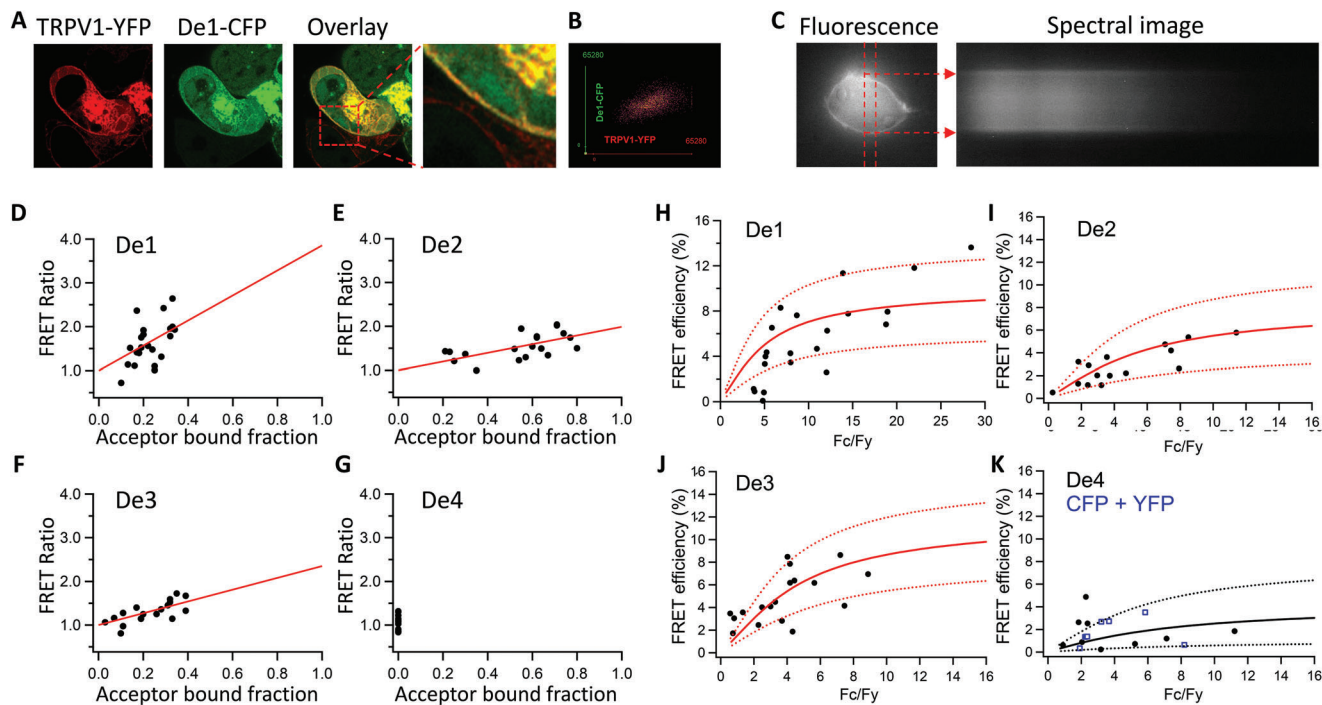 A
TRPV1-YFP De1-CFP Overlay
B
65280
De1-CFP
TRPV1-YFP
65280
0
0
C
Fluorescence Spectral image
D
De1
FRET Ratio
4.0
3.0
2.0
1.0
0.0 0.2 0.4 0.6 0.8 1.0
Acceptor bound fraction
E
De2
FRET Ratio
4.0
3.0
2.0
1.0
0.0 0.2 0.4 0.6 0.8 1.0
Acceptor bound fraction
H
De1
FRET efficiency (%)
16
12
8
4
0
0 5 10 15 20 25 30
Fc/Fy
I
De2
FRET efficiency (%)
16
14
12
10
8
6
4
2
0
0 2 4 6 8 10 12 14 16
Fc/Fy
F
De3
FRET Ratio
4.0
3.0
2.0
1.0
0.0 0.2 0.4 0.6 0.8 1.0
Acceptor bound fraction
G
De4
FRET Ratio
4.0
3.0
2.0
1.0
0.0 0.2 0.4 0.6 0.8 1.0
Acceptor bound fraction
J
De3
FRET efficiency (%)
16
14
12
10
8
6
4
2
0
0 2 4 6 8 10 12 14 16
Fc/Fy
K
De4
CFP + YFP
FRET efficiency (%)
16
14
12
10
8
6
4
2
0
0 2 4 6 8 10 12 14 16
Fc/Fy